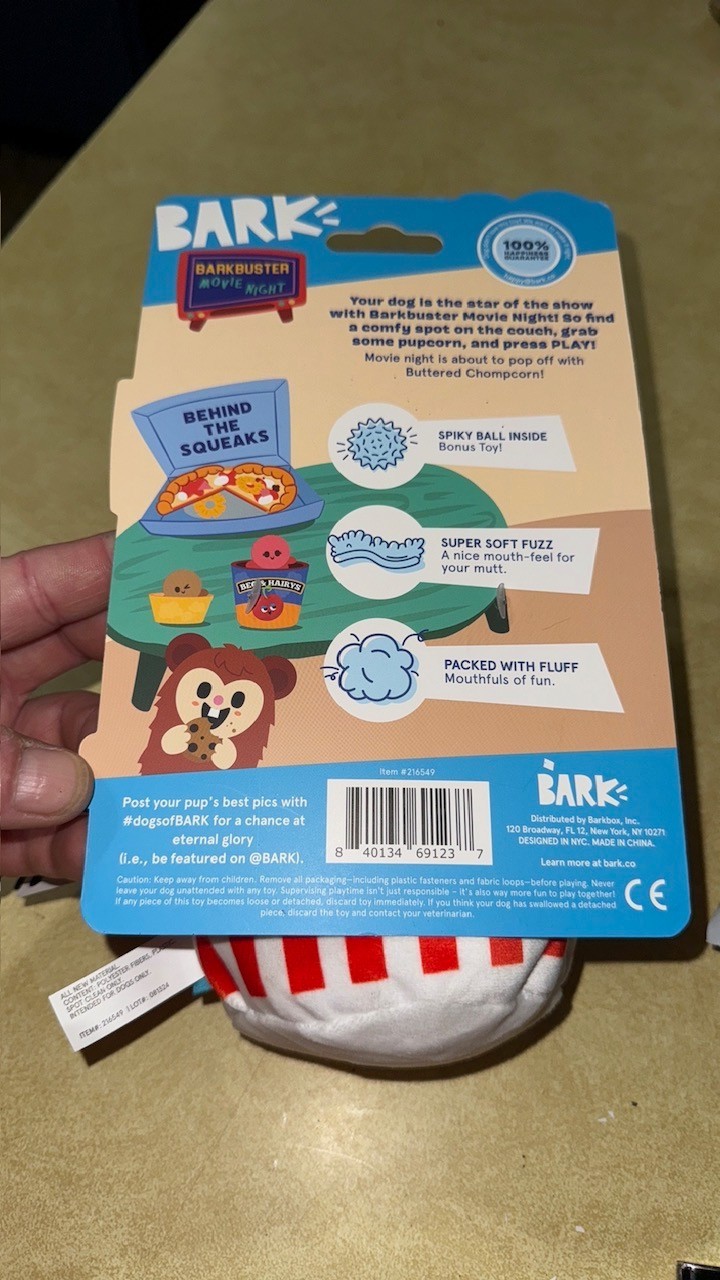 BARK
BARKBUSTER
MOVIE NIGHT
100%
HAPPINESS
GUARANTEE
happy@bark.co
Your dog is the star of the show
with Barkbuster Movie Night! So find
a comfy spot on the couch, grab
some pupcorn, and press PLAY!
Movie night is about to pop off with
Buttered Chompcorn!
BEHIND
THE
SQUEAKS
SPIKY BALL INSIDE
Bonus Toy!
SUPER SOFT FUZZ
A nice mouth-feel for
your mutt.
BEG & HAIRYS
PACKED WITH FLUFF
Mouthfuls of fun.
Post your pup's best pics with
#dogsofBARK for a chance at
eternal glory
(i.e., be featured on @BARK).
Item #216549
8 40134 69123 7
BARK
Distributed by Barkbox, Inc.
120 Broadway, FL 12, New York, NY 10271
DESIGNED IN NYC. MADE IN CHINA.
Learn more at bark.co
Caution: Keep away from children. Remove all packaging—including plastic fasteners and fabric loops—before playing. Never
leave your dog unattended with any toy. Supervising playtime isn't just responsible – it's also way more fun to play together!
If any piece of this toy becomes loose or detached, discard toy immediately. If you think your dog has swallowed a detached
piece, discard the toy and contact your veterinarian.
CE
ALL NEW MATERIAL
CONTENT: POLYESTER FIBERS,
SPOT CLEAN ONLY.
INTENDED FOR DOGS ONLY.
ITEM#: 216549 | LOT#: 081324